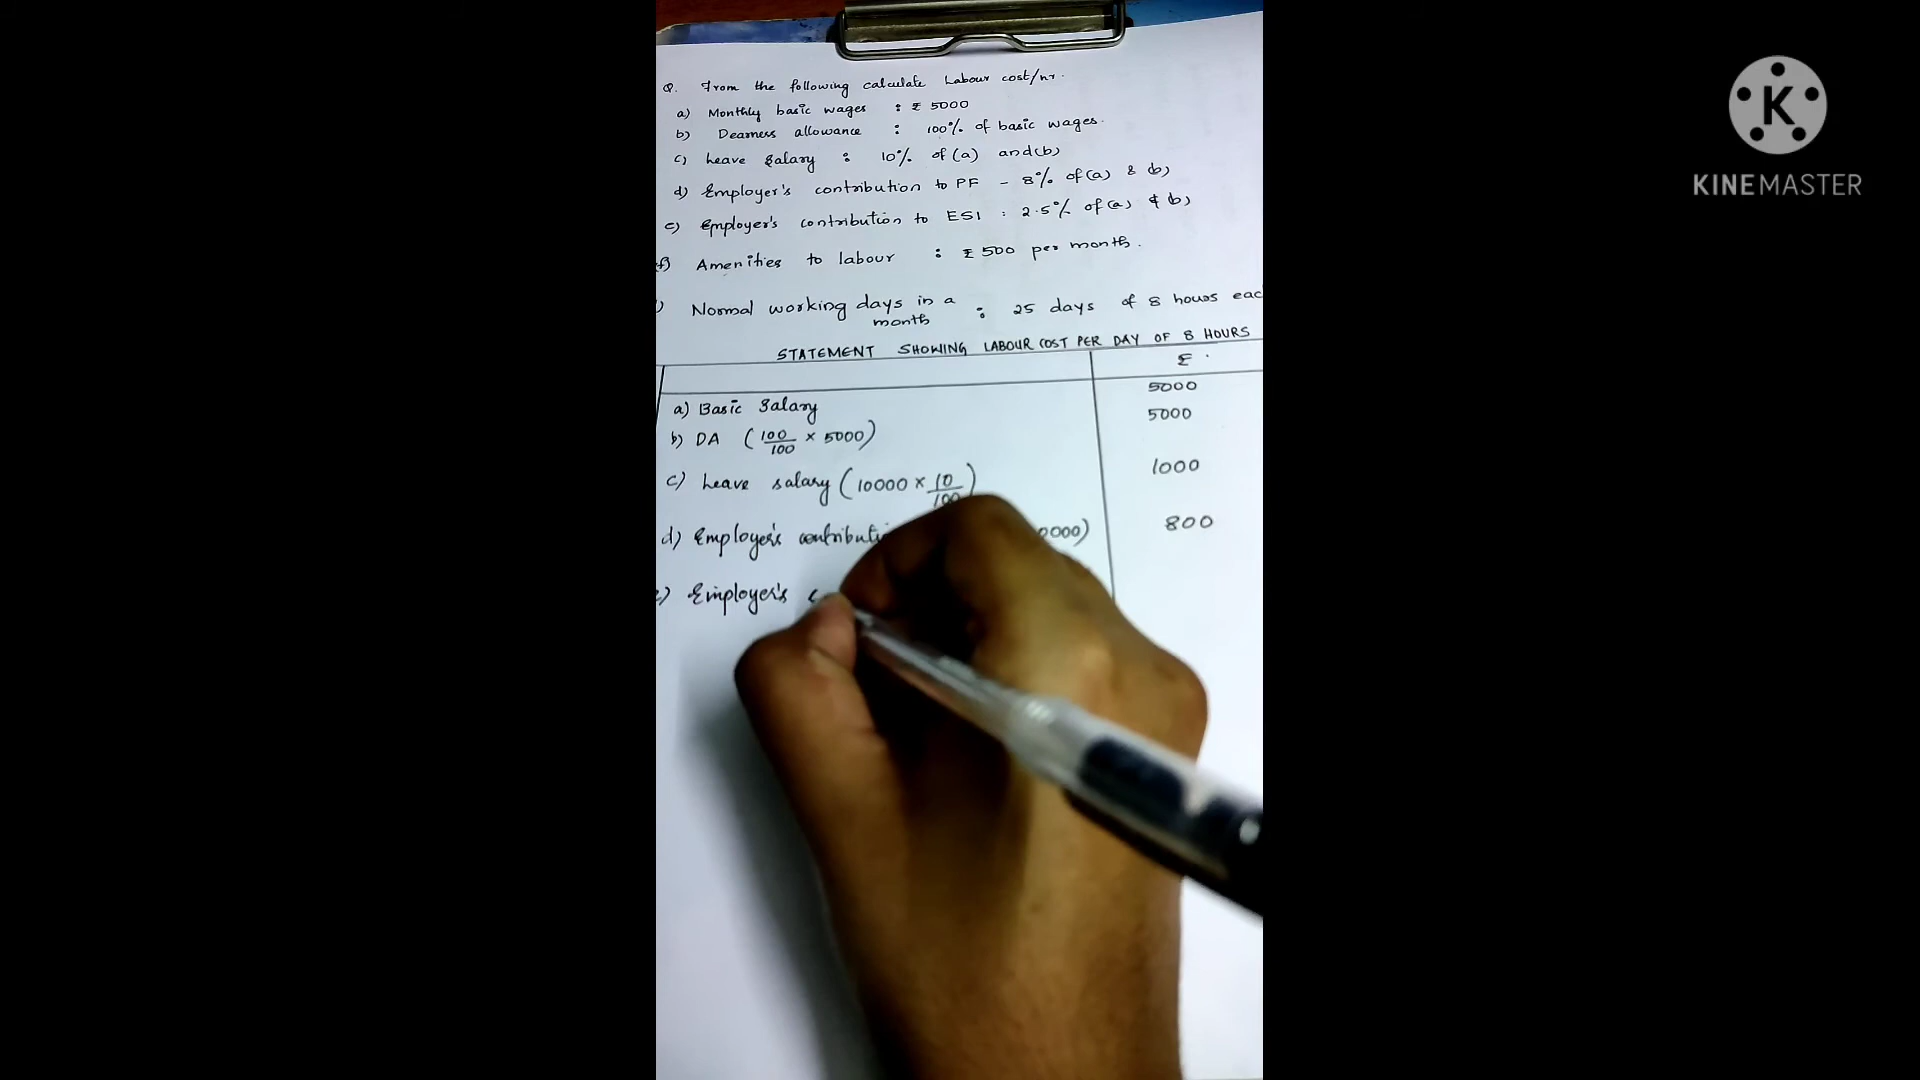 Q. From the following calculate Labour cost/hr.
a) Monthly basic wages : ₹ 5000
b) Dearness allowance : 100% of basic wages.
c) Leave Salary : 10% of (a) and (b)
d) Employer's contribution to PF - 8% of (a) & (b)
e) Employer's contribution to ESI : 2.5% of (a) & (b)
f) Amenities to labour : ₹ 500 per month.
) Normal working days in a month : 25 days of 8 hours eac
STATEMENT SHOWING LABOUR COST PER DAY OF 8 HOURS
₹
a) Basic Salary 5000
b) DA (100/100 × 5000) 5000
c) Leave salary (10000 × 10/100) 1000
d) Employer's contributi 0000) 800
) Employer's c
K
KINEMASTER